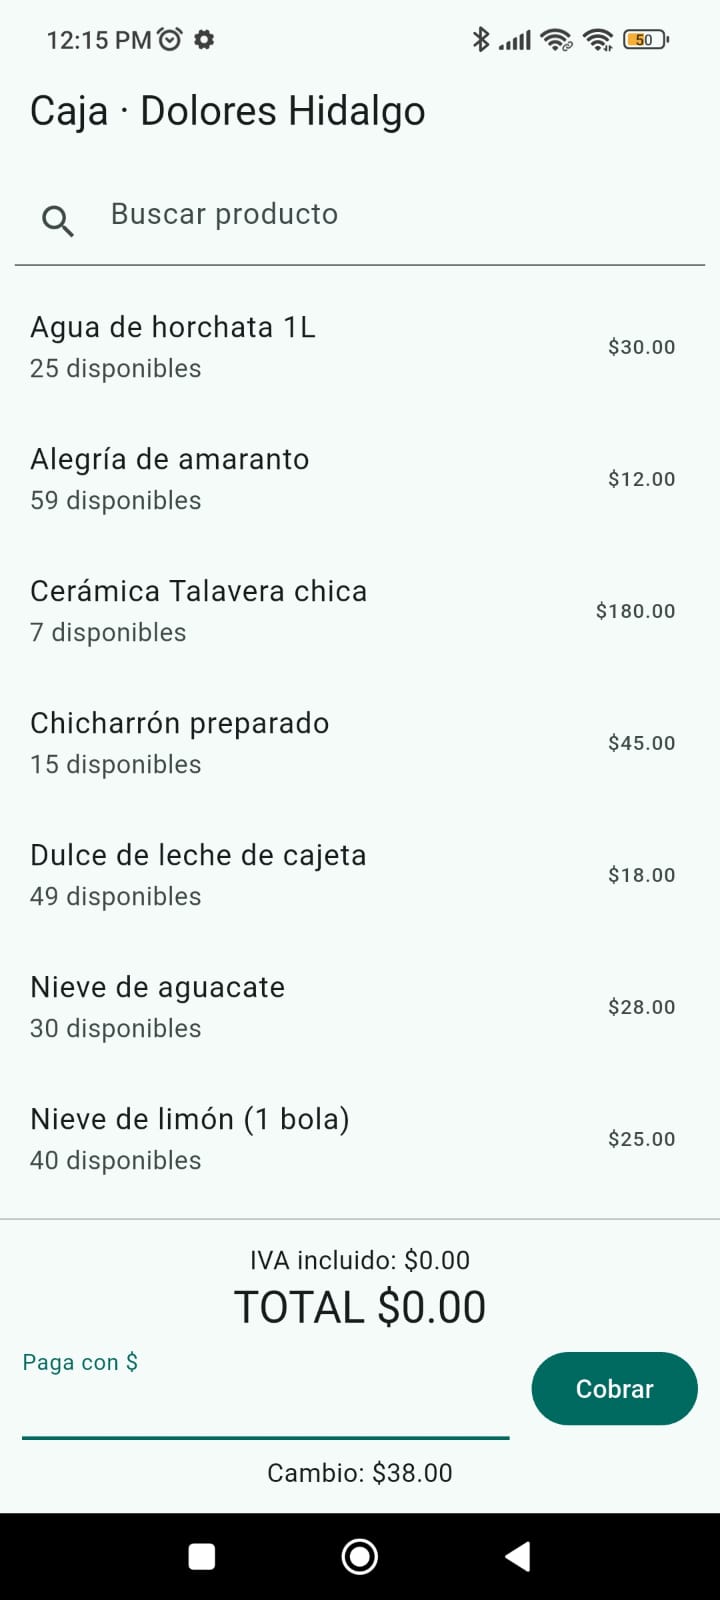 12:15 PM
50
Caja · Dolores Hidalgo
Buscar producto
Agua de horchata 1L
25 disponibles
$30.00
Alegría de amaranto
59 disponibles
$12.00
Cerámica Talavera chica
7 disponibles
$180.00
Chicharrón preparado
15 disponibles
$45.00
Dulce de leche de cajeta
49 disponibles
$18.00
Nieve de aguacate
30 disponibles
$28.00
Nieve de limón (1 bola)
40 disponibles
$25.00
IVA incluido: $0.00
TOTAL $0.00
Paga con $
Cobrar
Cambio: $38.00